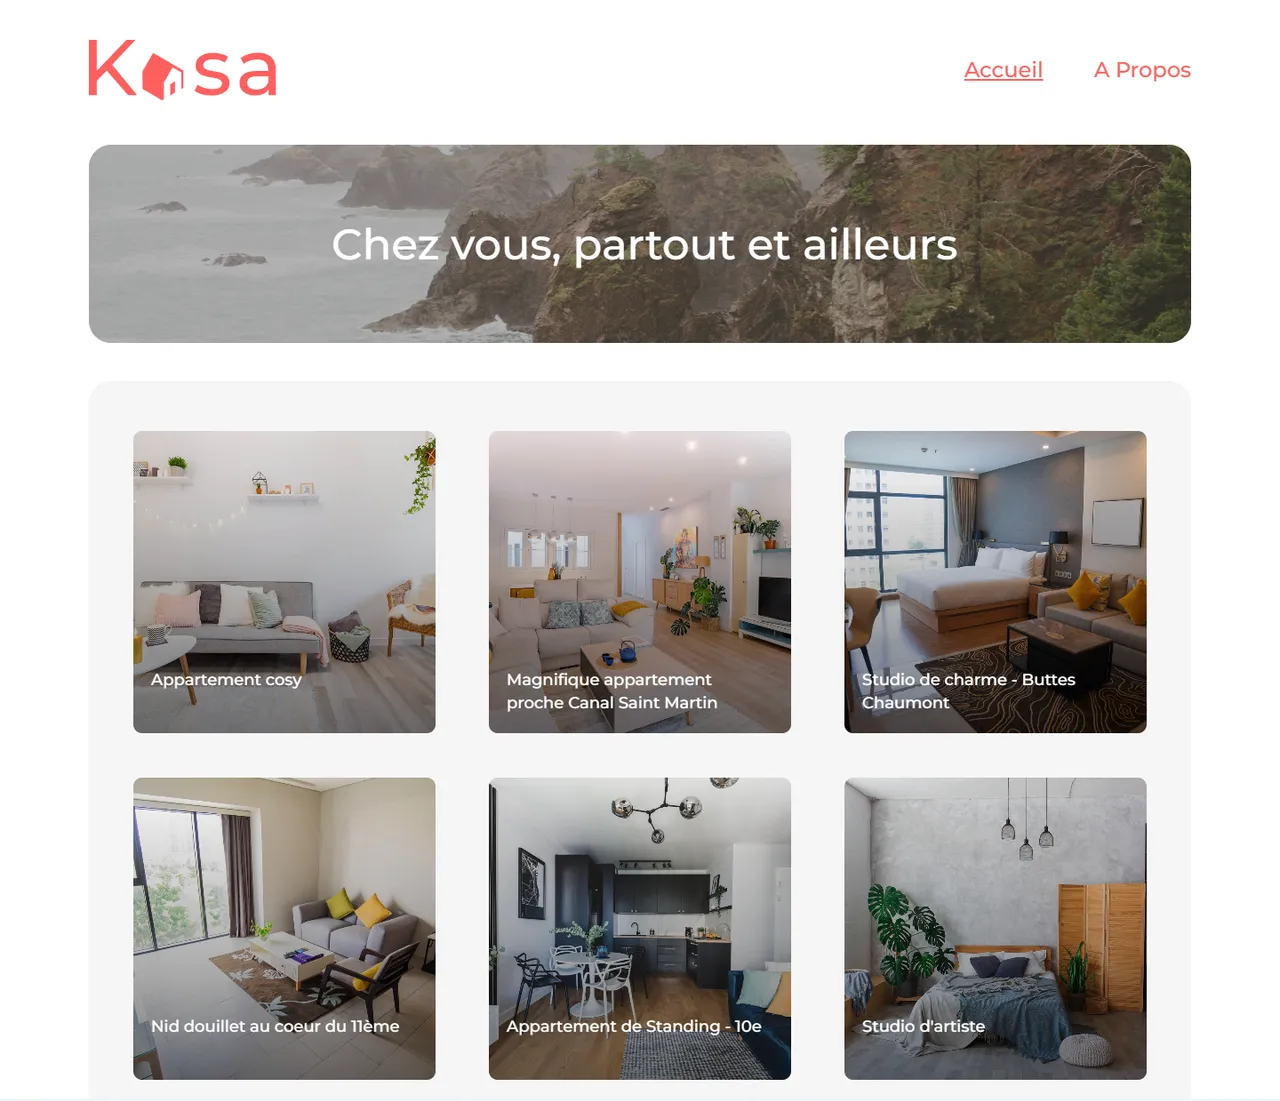 Kasa
Accueil
A Propos
Chez vous, partout et ailleurs
Appartement cosy
Magnifique appartement
proche Canal Saint Martin
Studio de charme - Buttes
Chaumont
Nid douillet au coeur du 11ème
Appartement de Standing - 10e
Studio d'artiste